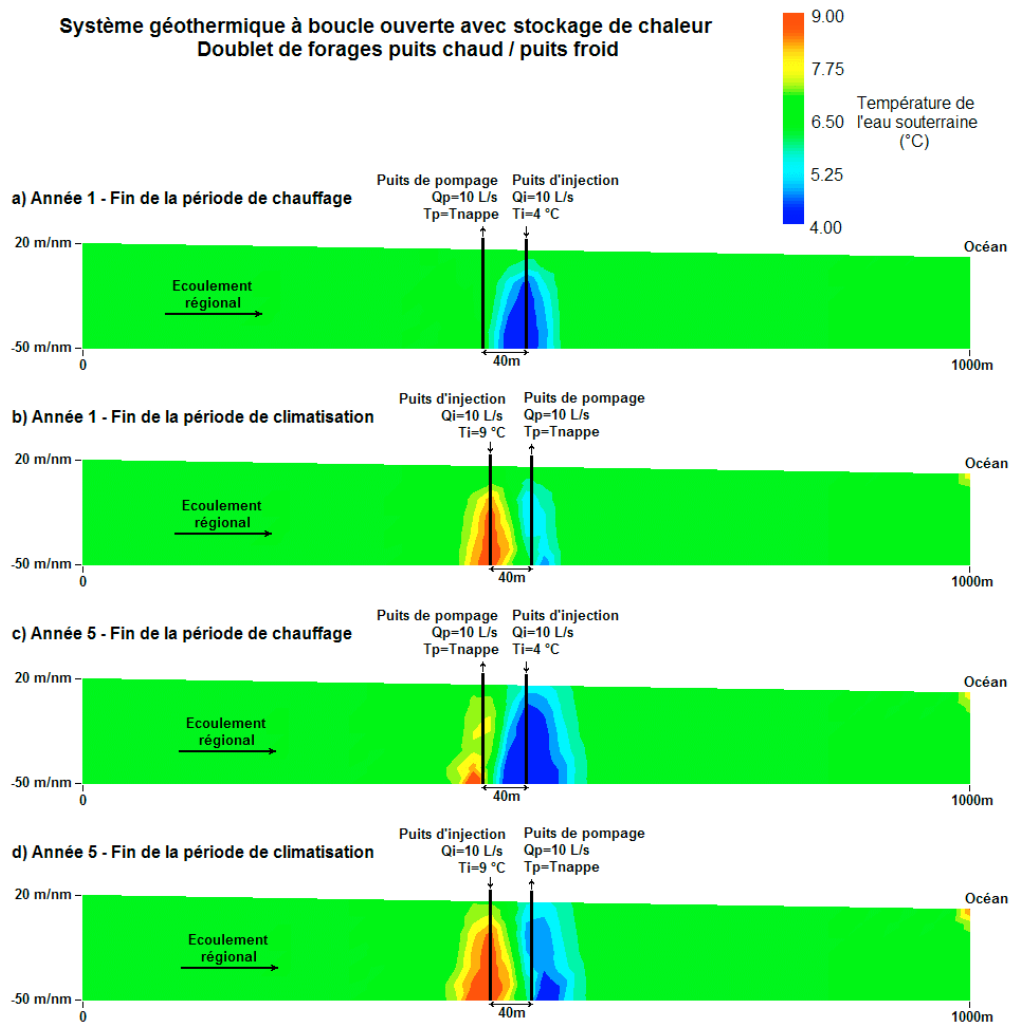 Système géothermique à boucle ouverte avec stockage de chaleur
Doublet de forages puits chaud / puits froid
9.00
7.75
6.50
5.25
4.00
Température de
l'eau souterraine
(°C)
a) Année 1 - Fin de la période de chauffage
Puits de pompage
Qp=10 L/s
Tp=Tnappe
Puits d'injection
Qi=10 L/s
Ti=4 °C
20 m/nm
Océan
Ecoulement
régional
-50 m/nm
0
40m
1000m
b) Année 1 - Fin de la période de climatisation
Puits d'injection
Qi=10 L/s
Ti=9 °C
Puits de pompage
Qp=10 L/s
Tp=Tnappe
20 m/nm
Océan
Ecoulement
régional
-50 m/nm
0
40m
1000m
c) Année 5 - Fin de la période de chauffage
Puits de pompage
Qp=10 L/s
Tp=Tnappe
Puits d'injection
Qi=10 L/s
Ti=4 °C
20 m/nm
Océan
Ecoulement
régional
-50 m/nm
0
40m
1000m
d) Année 5 - Fin de la période de climatisation
Puits d'injection
Qi=10 L/s
Ti=9 °C
Puits de pompage
Qp=10 L/s
Tp=Tnappe
20 m/nm
Océan
Ecoulement
régional
-50 m/nm
0
40m
1000m